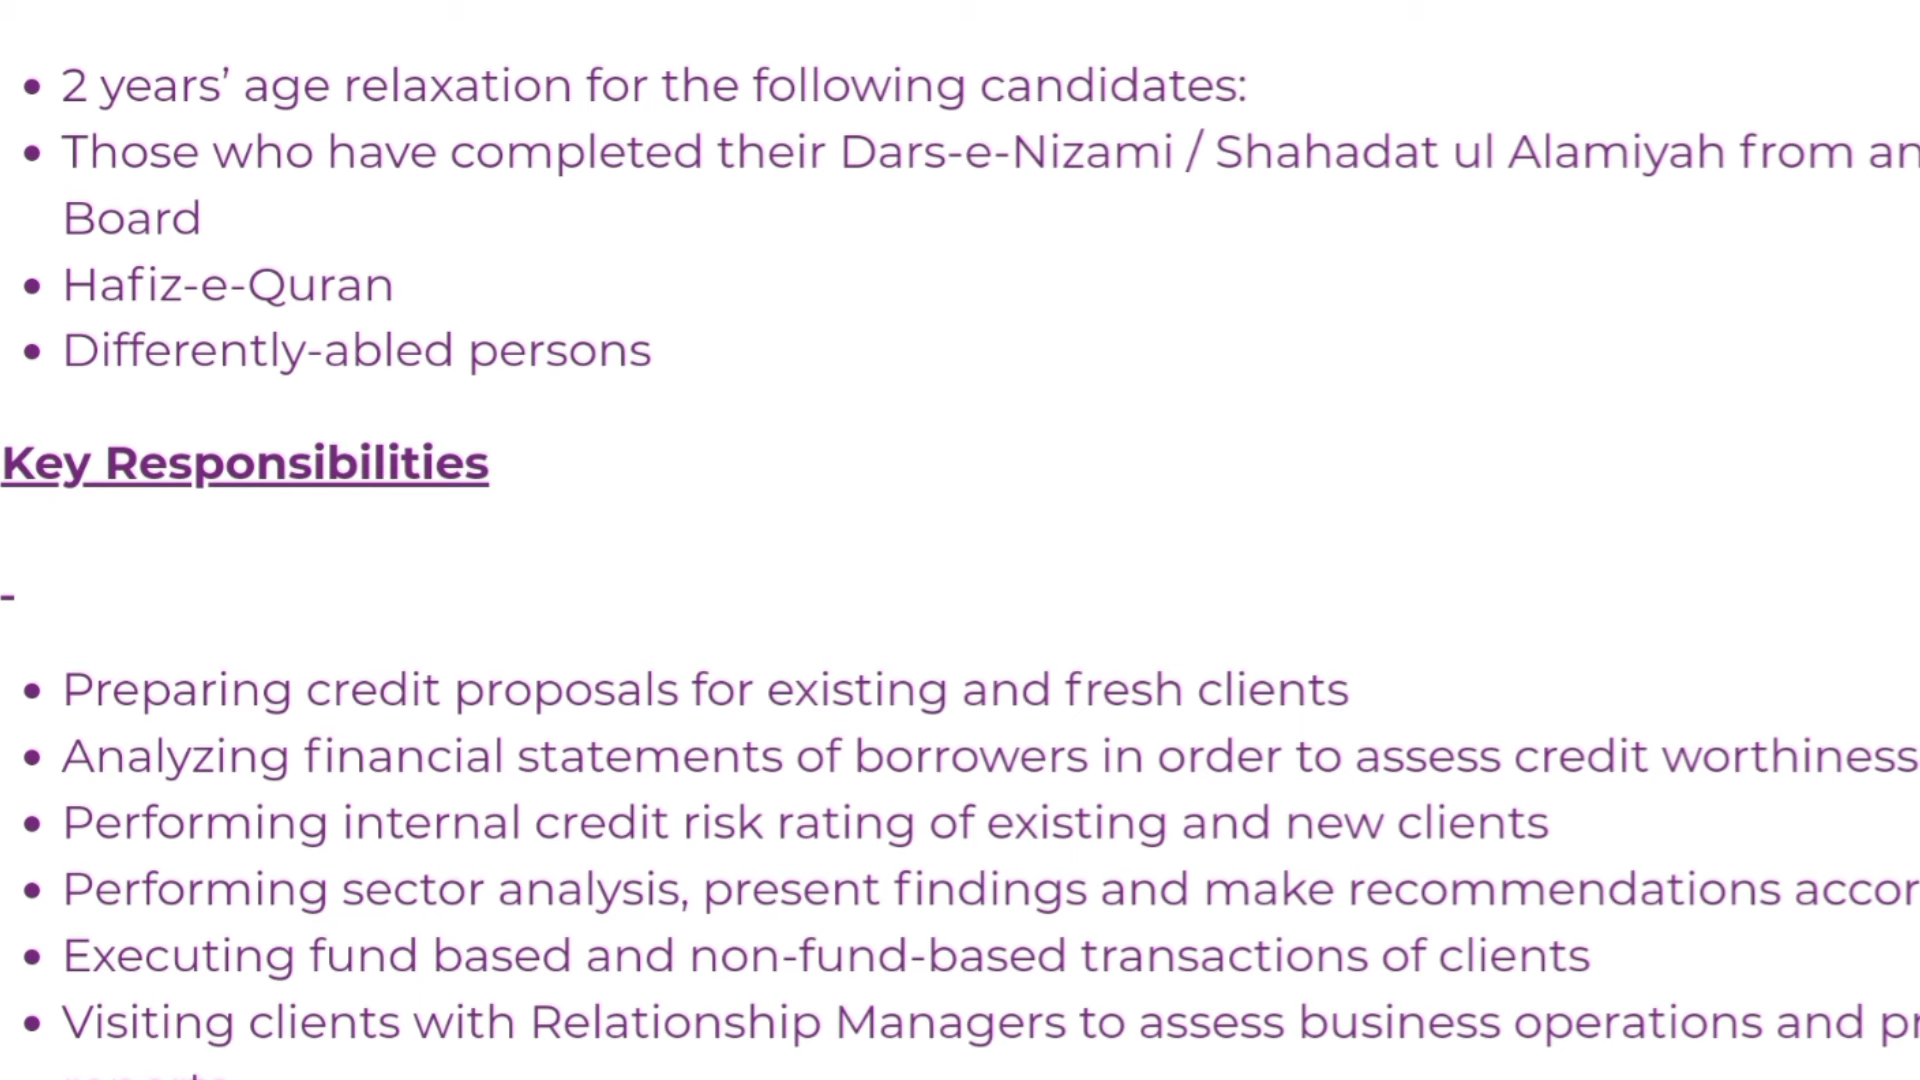 • 2 years’ age relaxation for the following candidates:
• Those who have completed their Dars-e-Nizami / Shahadat ul Alamiyah from
Board
• Hafiz-e-Quran
• Differently-abled persons
Key Responsibilities
-
• Preparing credit proposals for existing and fresh clients
• Analyzing financial statements of borrowers in order to assess credit worthiness
• Performing internal credit risk rating of existing and new clients
• Performing sector analysis, present findings and make recommendations
• Executing fund based and non-fund-based transactions of clients
• Visiting clients with Relationship Managers to assess business operations and